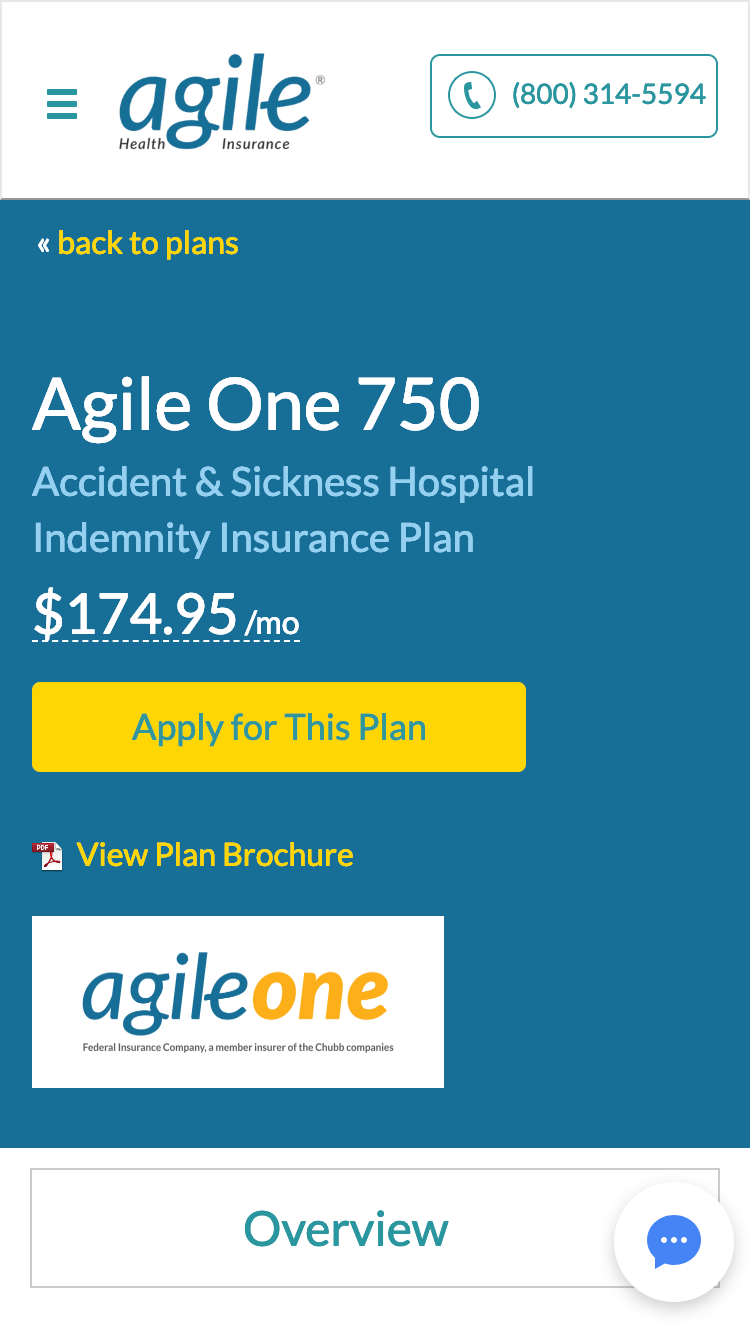 agile®
Health Insurance
(800) 314-5594
« back to plans
Agile One 750
Accident & Sickness Hospital
Indemnity Insurance Plan
$174.95 /mo
Apply for This Plan
PDF
View Plan Brochure
agileone
Federal Insurance Company, a member insurer of the Chubb companies
Overview